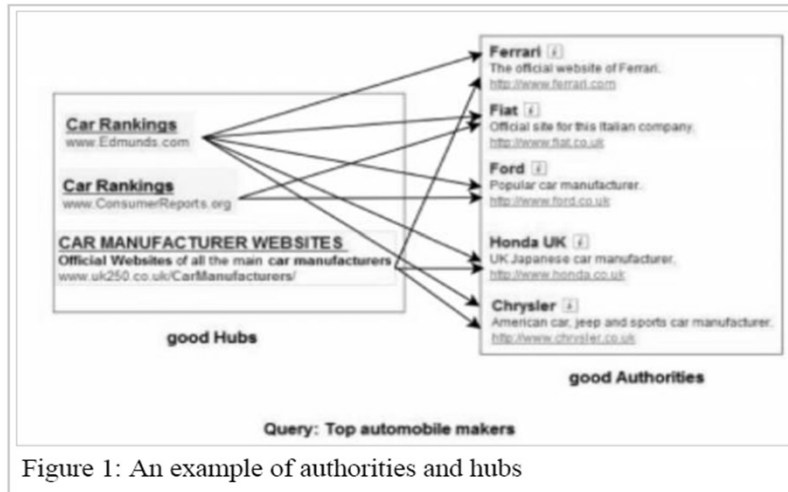 Car Rankings
www.Edmunds.com
Car Rankings
www.ConsumerReports.org
CAR MANUFACTURER WEBSITES
Official Websites of all the main car manufacturers
www.uk250.co.uk/CarManufacturers/
good Hubs
Ferrari i
The official website of Ferrari.
http://www.ferrari.com
Fiat i
Official site for this Italian company.
http://www.fiat.co.uk
Ford i
Popular car manufacturer.
http://www.ford.co.uk
Honda UK i
UK Japanese car manufacturer.
http://www.honda.co.uk
Chrysler i
American car, jeep and sports car manufacturer.
http://www.chrysler.co.uk
good Authorities
Query: Top automobile makers
Figure 1: An example of authorities and hubs